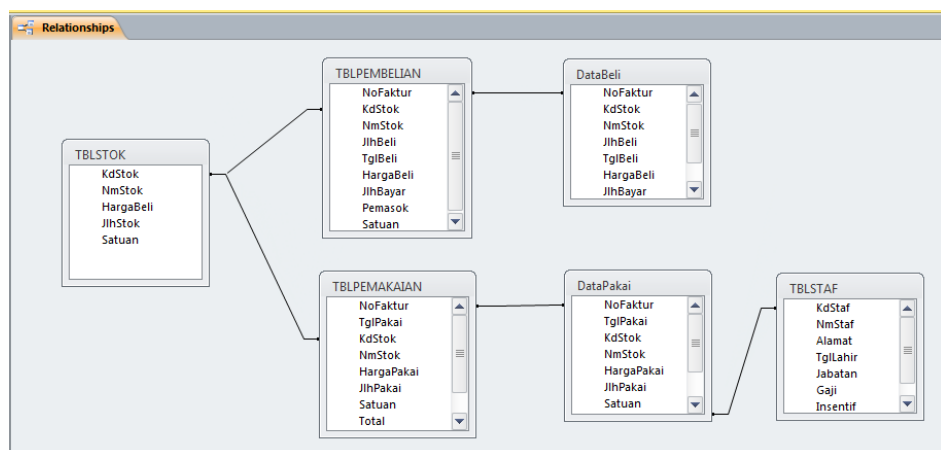 Relationships
TBLSTOK
KdStok
NmStok
HargaBeli
JlhStok
Satuan
TBLPEMBELIAN
NoFaktur
KdStok
NmStok
JlhBeli
TglBeli
HargaBeli
JlhBayar
Pemasok
Satuan
DataBeli
NoFaktur
KdStok
NmStok
JlhBeli
TglBeli
HargaBeli
JlhBayar
TBLPEMAKAIAN
NoFaktur
TglPakai
KdStok
NmStok
HargaPakai
JlhPakai
Satuan
Total
DataPakai
NoFaktur
TglPakai
KdStok
NmStok
HargaPakai
JlhPakai
Satuan
TBLSTAF
KdStaf
NmStaf
Alamat
TglLahir
Jabatan
Gaji
Insentif